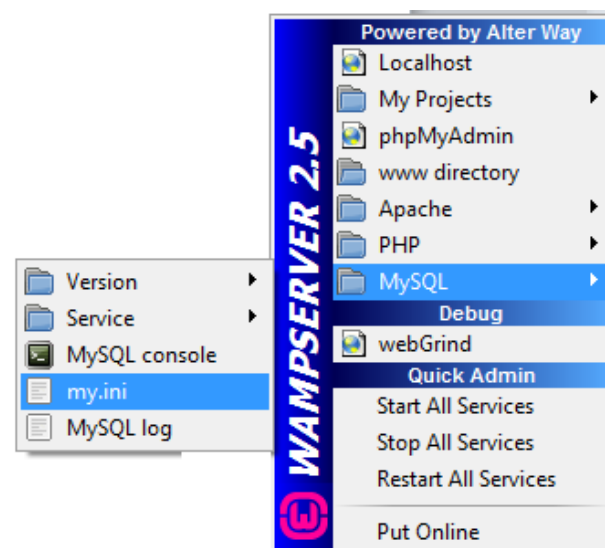 Powered by Alter Way
Localhost
My Projects
phpMyAdmin
www directory
Apache
PHP
MySQL
Debug
webGrind
Quick Admin
Start All Services
Stop All Services
Restart All Services
Put Online
WAMPSERVER 2.5
Version
Service
MySQL console
my.ini
MySQL log